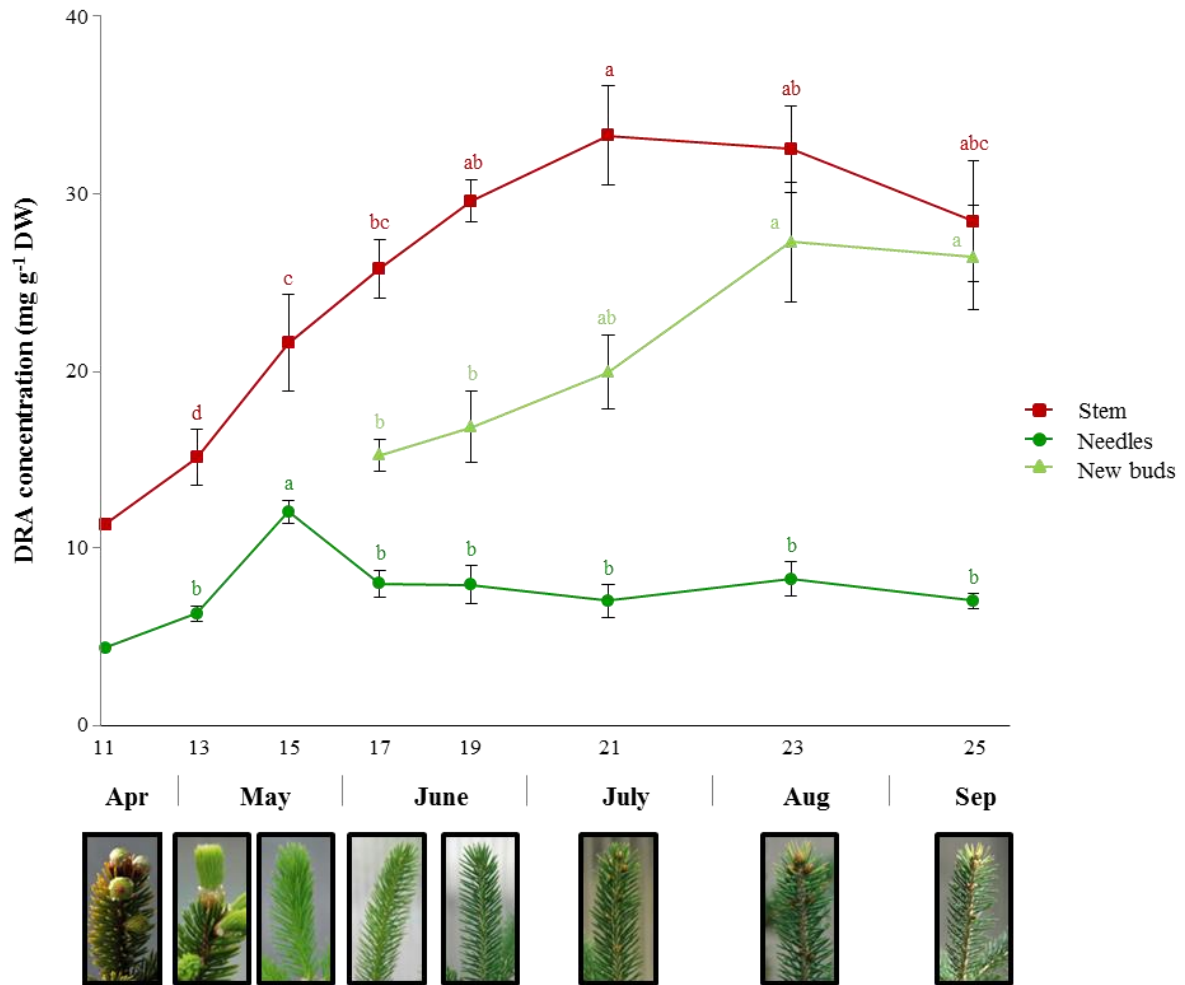 40
a
ab
abc
ab
30
bc
a
a
c
ab
20
b
b
d
a
10
b
b
b
b
b
b
0
DRA concentration (mg g⁻¹ DW)
Stem
Needles
New buds
11 13 15 17 19 21 23 25
Apr May June July Aug Sep